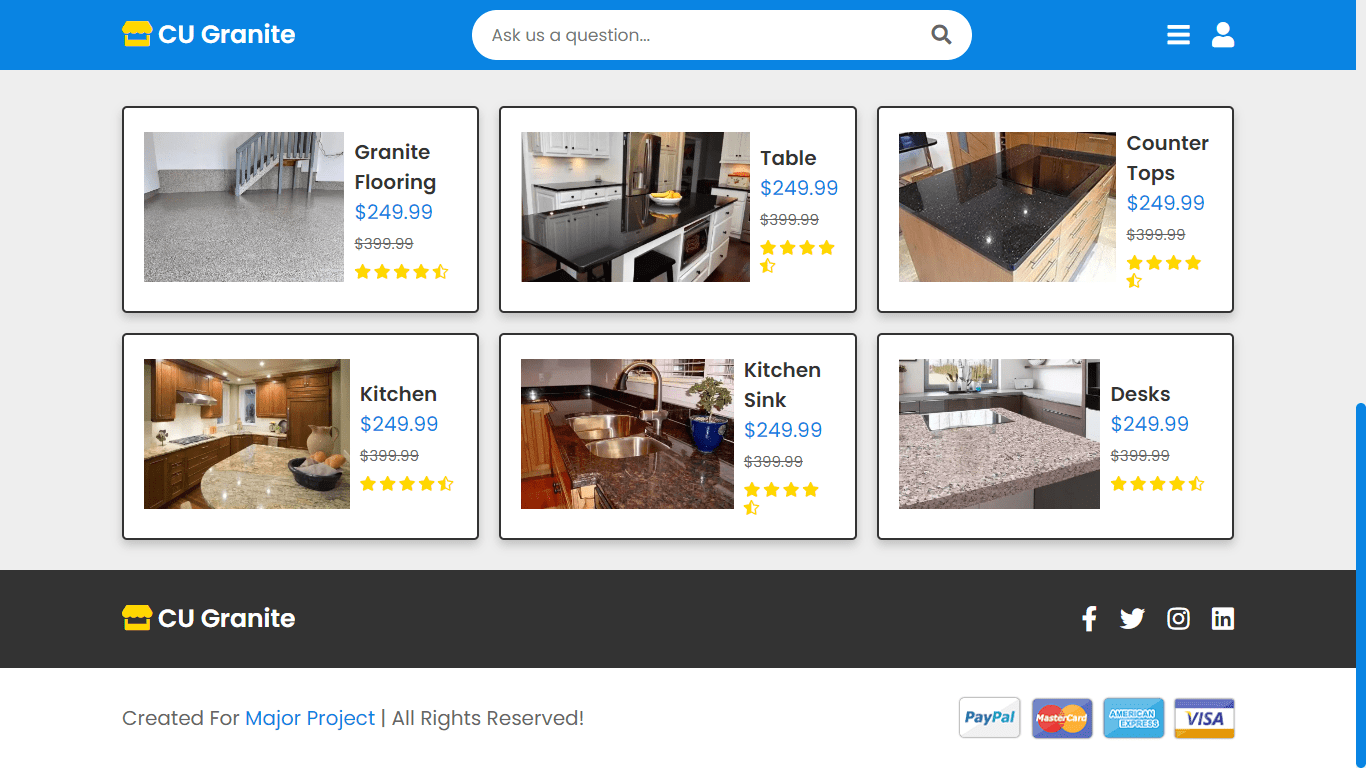 CU Granite
Ask us a question...
Granite
Flooring
$249.99
$399.99
Table
$249.99
$399.99
Counter
Tops
$249.99
$399.99
Kitchen
$249.99
$399.99
Kitchen
Sink
$249.99
$399.99
Desks
$249.99
$399.99
CU Granite
Created For Major Project | All Rights Reserved!
PayPal
MasterCard
AMERICAN
EXPRESS
VISA